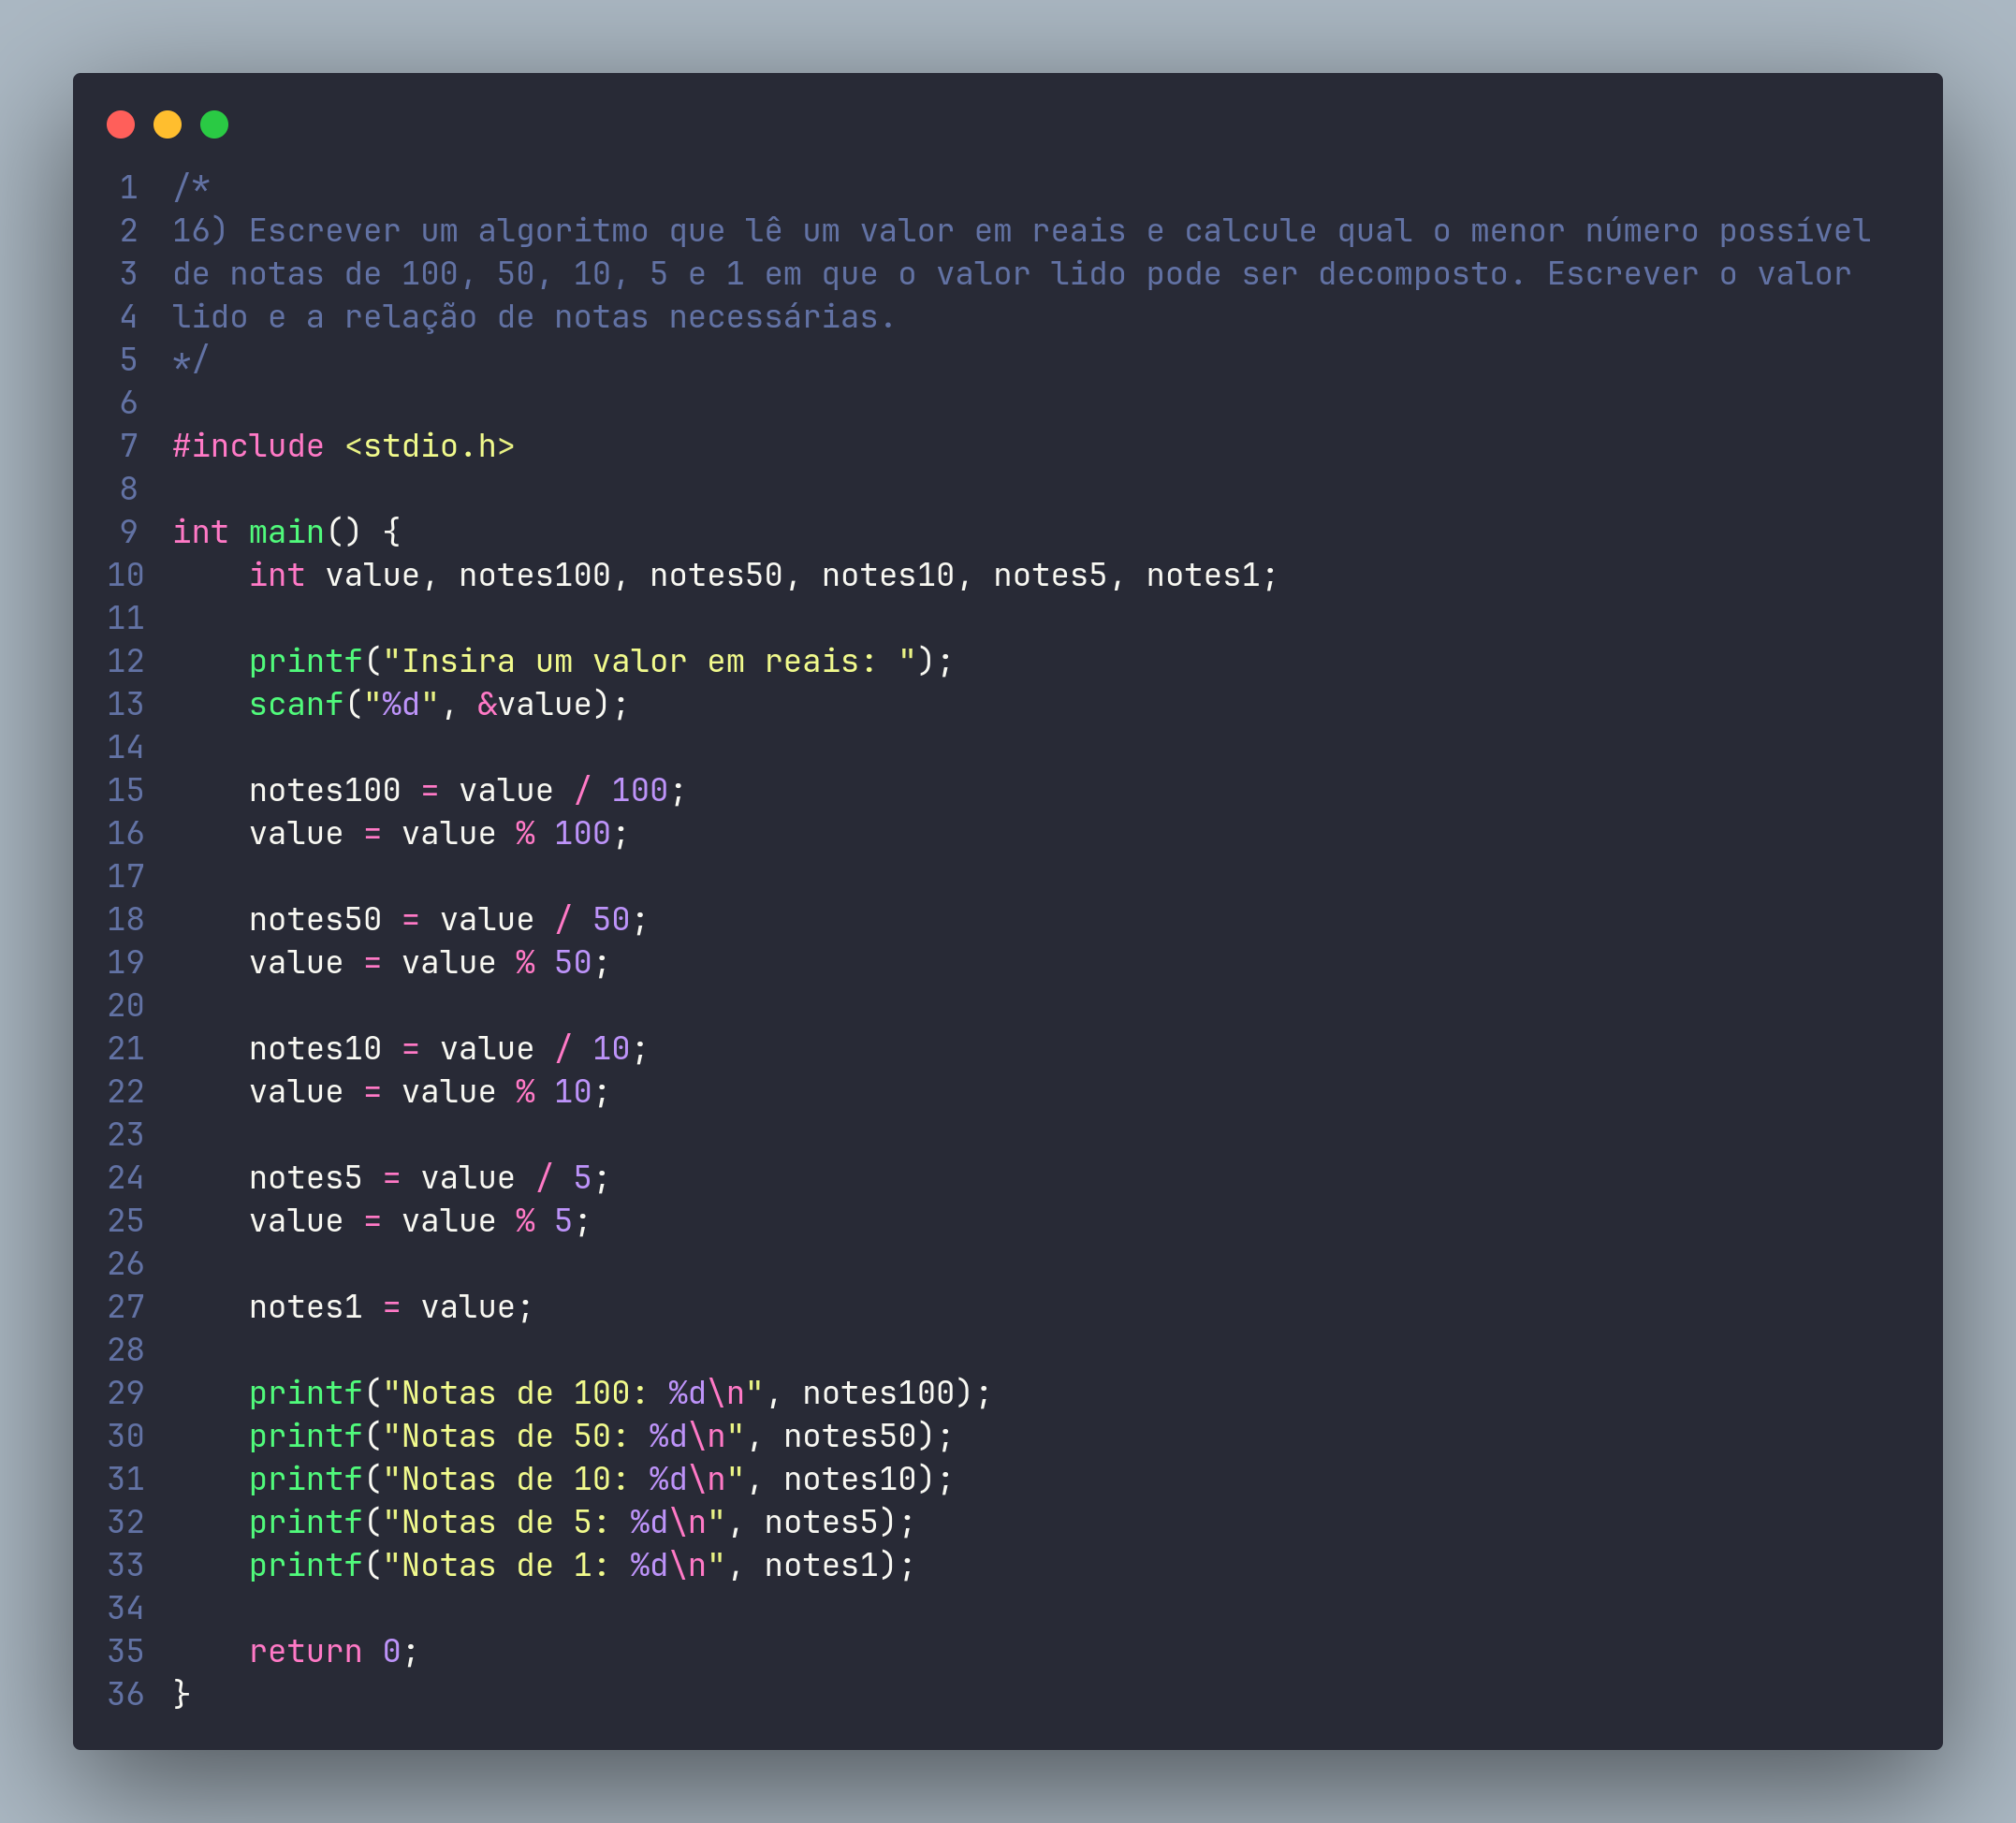 1 /*
2 16) Escrever um algoritmo que lê um valor em reais e calcule qual o menor número possível
3 de notas de 100, 50, 10, 5 e 1 em que o valor lido pode ser decomposto. Escrever o valor
4 lido e a relação de notas necessárias.
5 */
6
7 #include <stdio.h>
8
9 int main() {
10     int value, notes100, notes50, notes10, notes5, notes1;
11
12     printf("Insira um valor em reais: ");
13     scanf("%d", &value);
14
15     notes100 = value / 100;
16     value = value % 100;
17
18     notes50 = value / 50;
19     value = value % 50;
20
21     notes10 = value / 10;
22     value = value % 10;
23
24     notes5 = value / 5;
25     value = value % 5;
26
27     notes1 = value;
28
29     printf("Notas de 100: %d\n", notes100);
30     printf("Notas de 50: %d\n", notes50);
31     printf("Notas de 10: %d\n", notes10);
32     printf("Notas de 5: %d\n", notes5);
33     printf("Notas de 1: %d\n", notes1);
34
35     return 0;
36 }